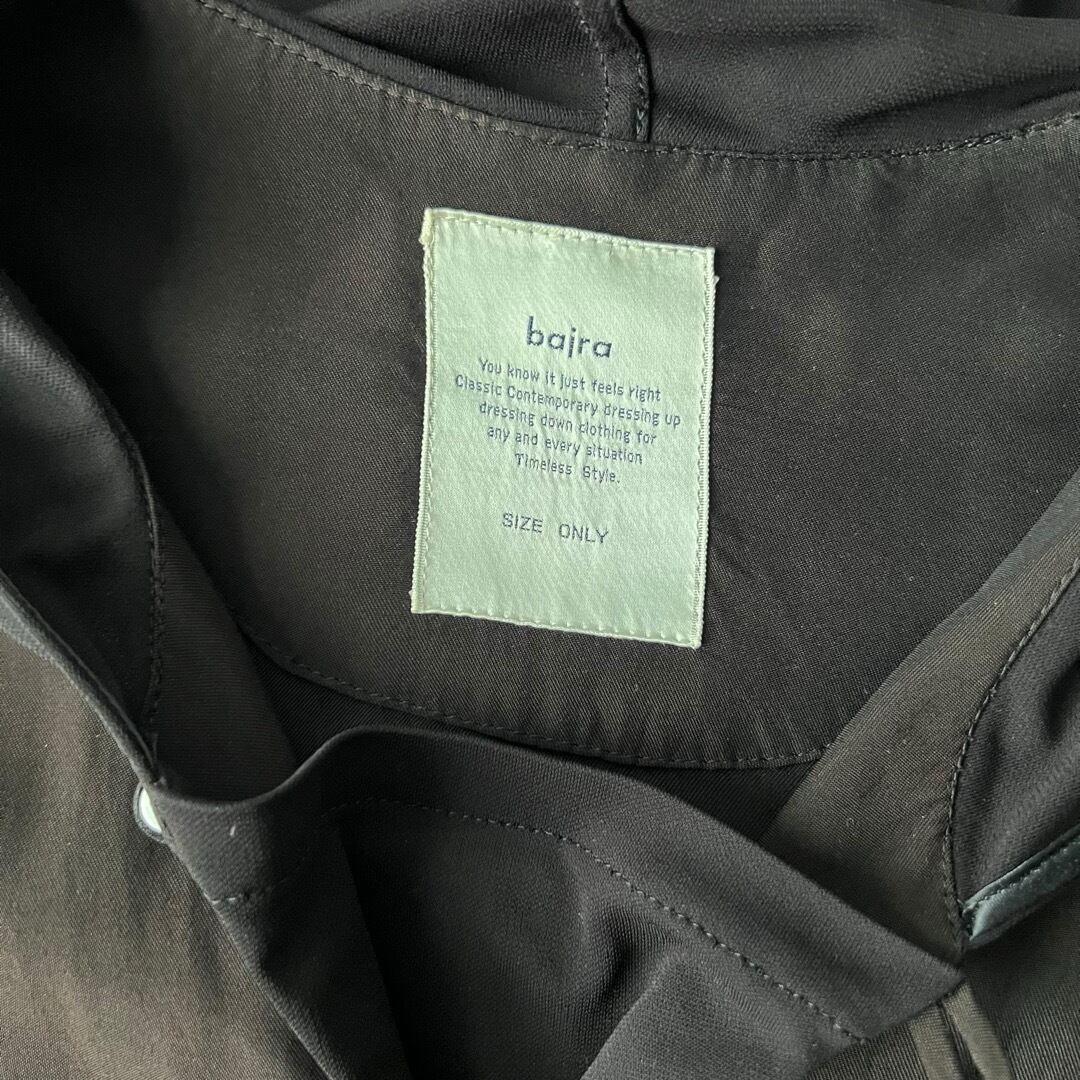 bajra
You know it just feels right
Classic Contemporary dressing up
dressing down clothing for
any and every situation
Timeless Style.
SIZE ONLY